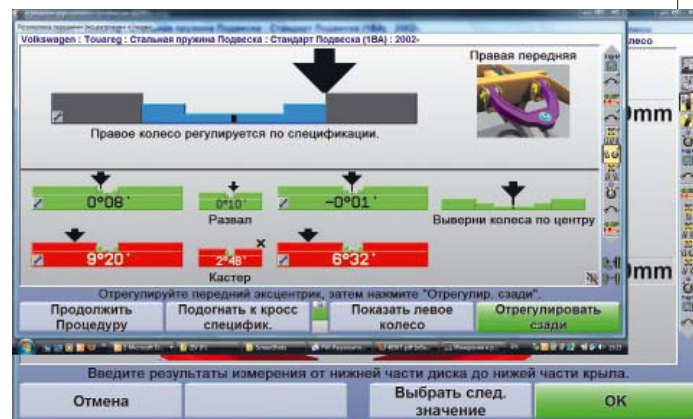 Volkswagen : Touareg : Стальная пружина Подвеска : Стандарт Подвеска (1BA) : 2002-
Правая передняя
Правое колесо регулируется по спецификации.
0°08'
0°10'
-0°01'
Развал
Выверни колеса по центру
9°20'
2°48'
6°32'
Кастер
Отрегулируйте передний эксцентрик, затем нажмите "Отрегулир. сзади".
Продолжить Процедуру
Подогнать к кросс специфик.
Показать левое колесо
Отрегулировать сзади
лесо
mm
mm
Введите результаты измерения от нижней части диска до нижей части крыла.
Отмена
Выбрать след. значение
OK